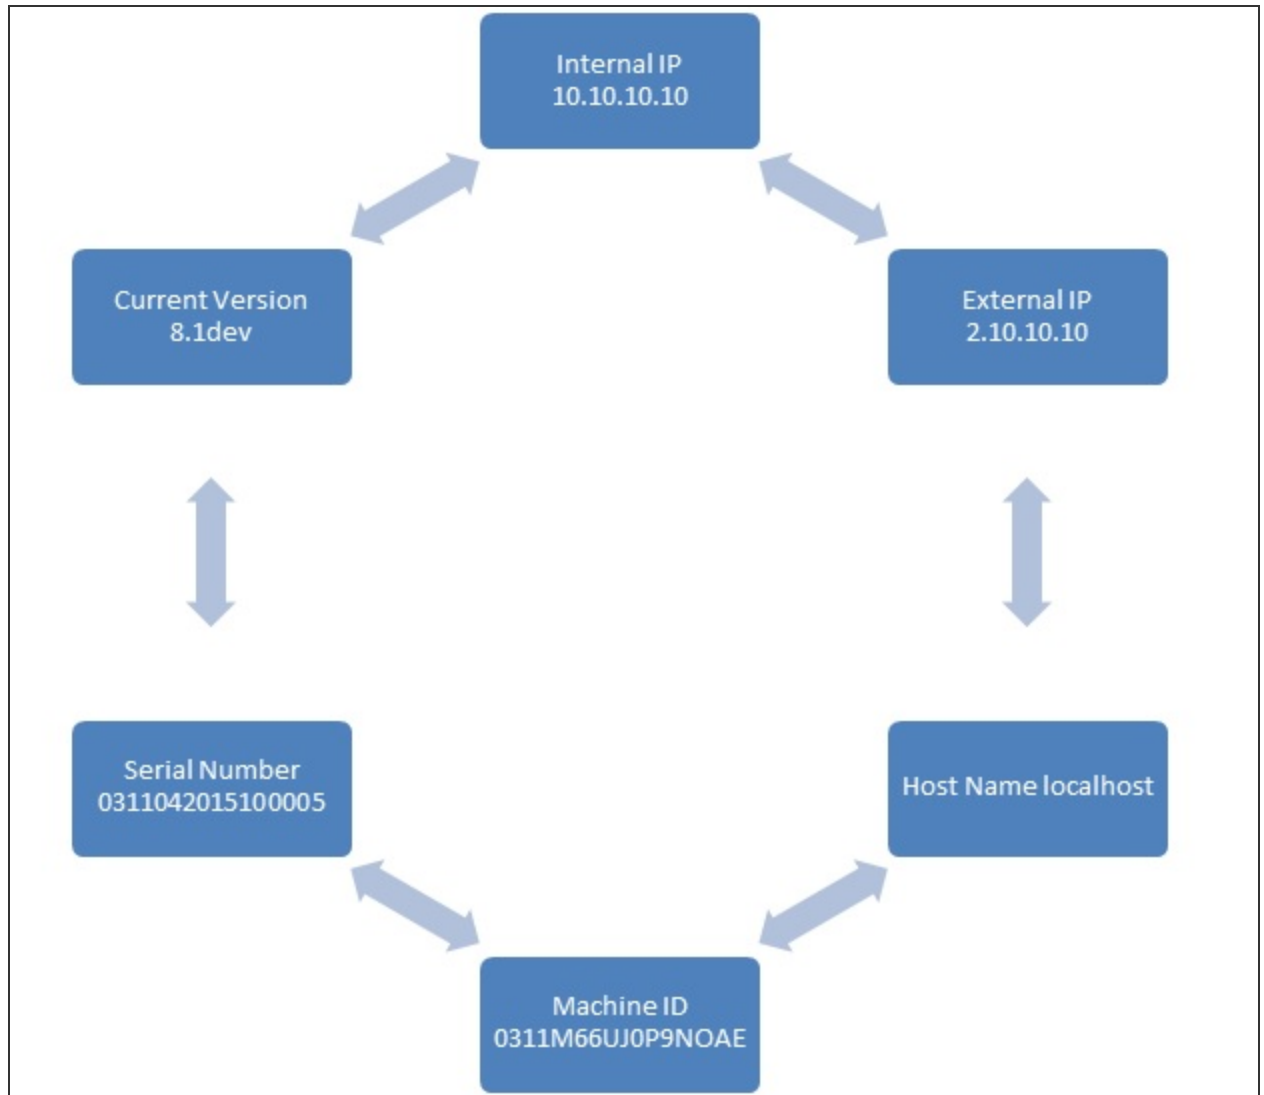 Internal IP
10.10.10.10
Current Version
8.1dev
External IP
2.10.10.10
Serial Number
0311042015100005
Host Name localhost
Machine ID
0311M66UJ0P9NOAE